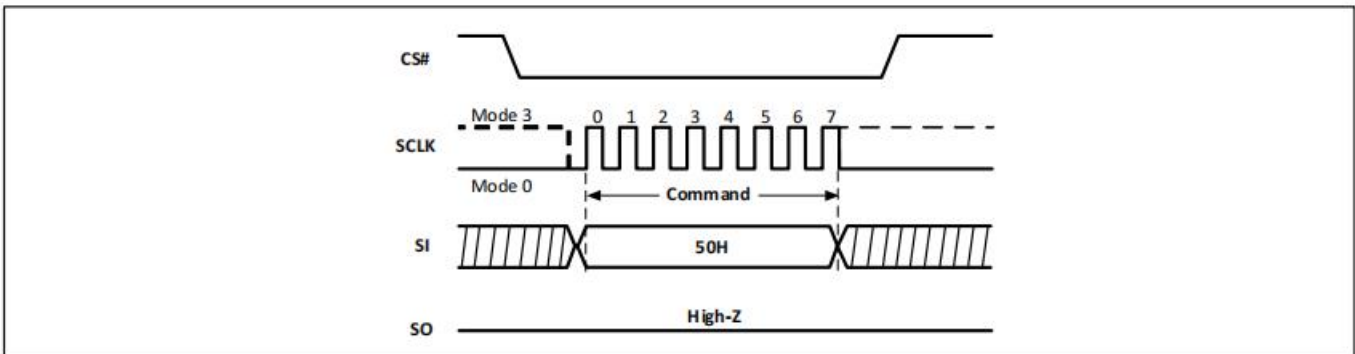 CS#
Mode 3
0 1 2 3 4 5 6 7
SCLK
Mode 0
Command
SI
50H
High-Z
SO